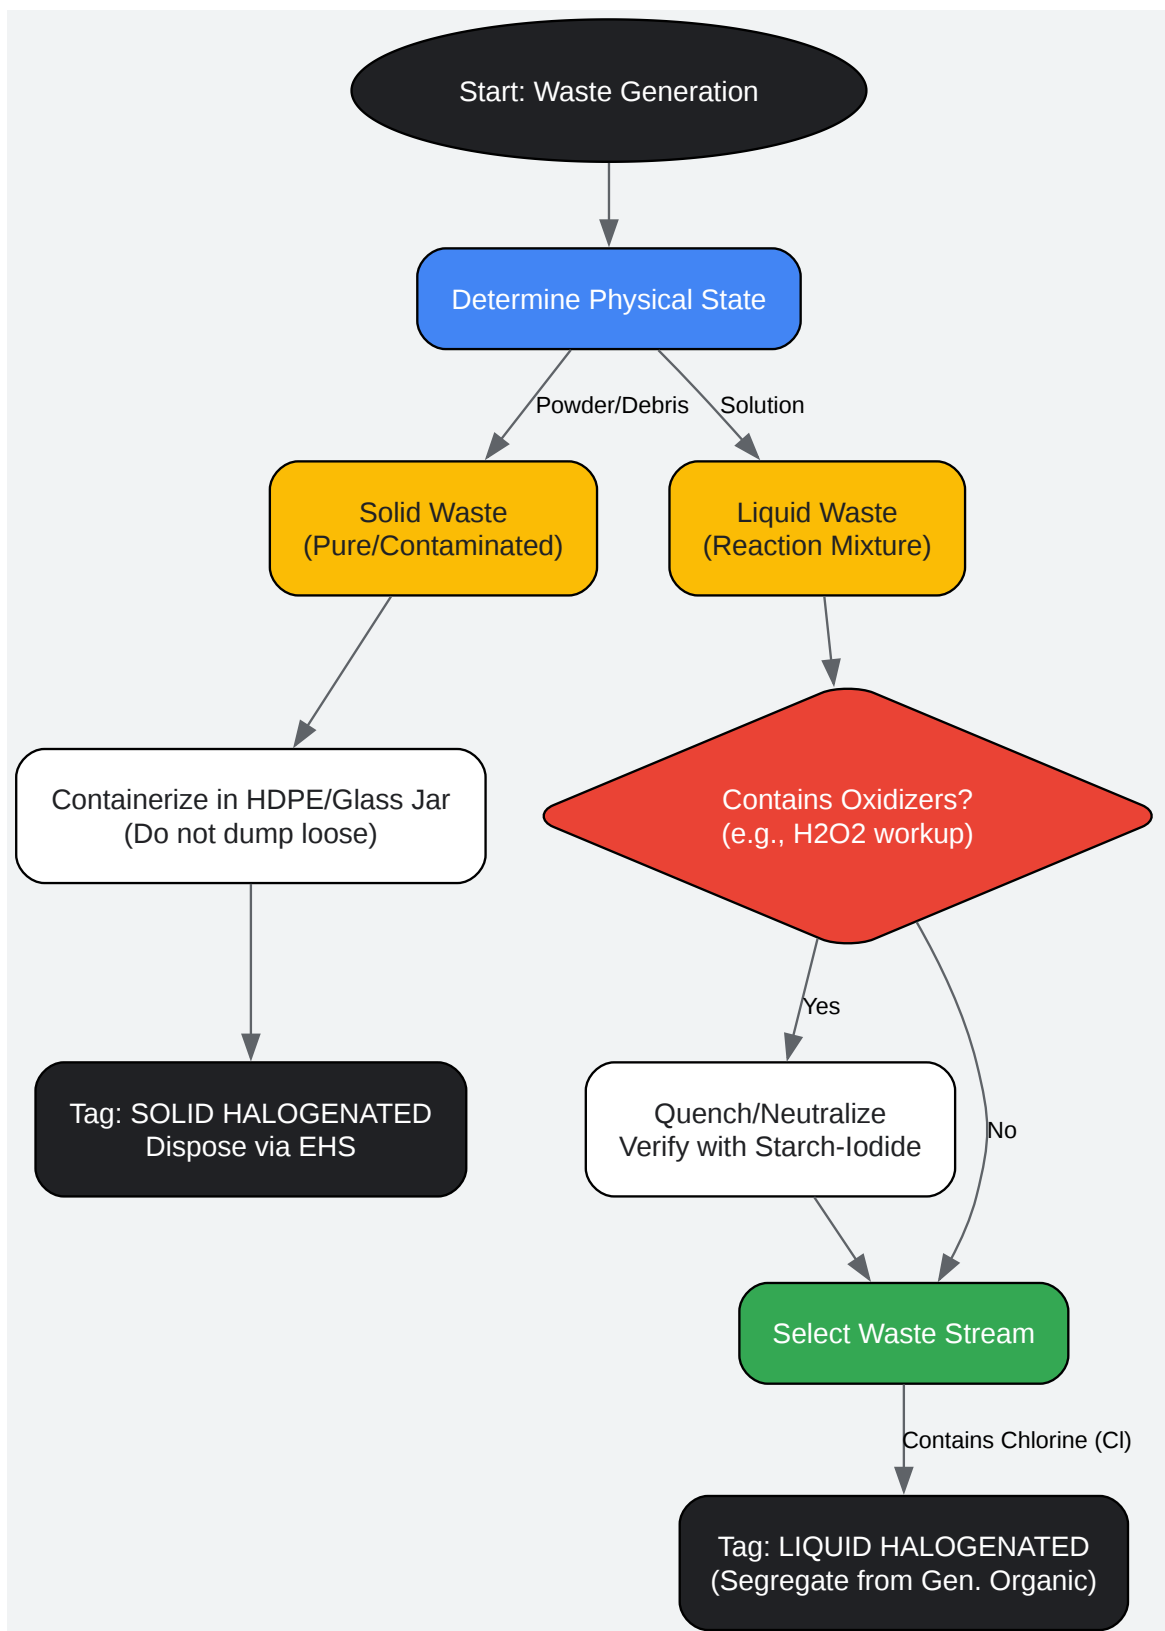 Start: Waste Generation
Determine Physical State
Powder/Debris
Solution
Solid Waste
(Pure/Contaminated)
Liquid Waste
(Reaction Mixture)
Containerize in HDPE/Glass Jar
(Do not dump loose)
Contains Oxidizers?
(e.g., H2O2 workup)
Yes
No
Tag: SOLID HALOGENATED
Dispose via EHS
Quench/Neutralize
Verify with Starch-Iodide
Select Waste Stream
Contains Chlorine (Cl)
Tag: LIQUID HALOGENATED
(Segregate from Gen. Organic)